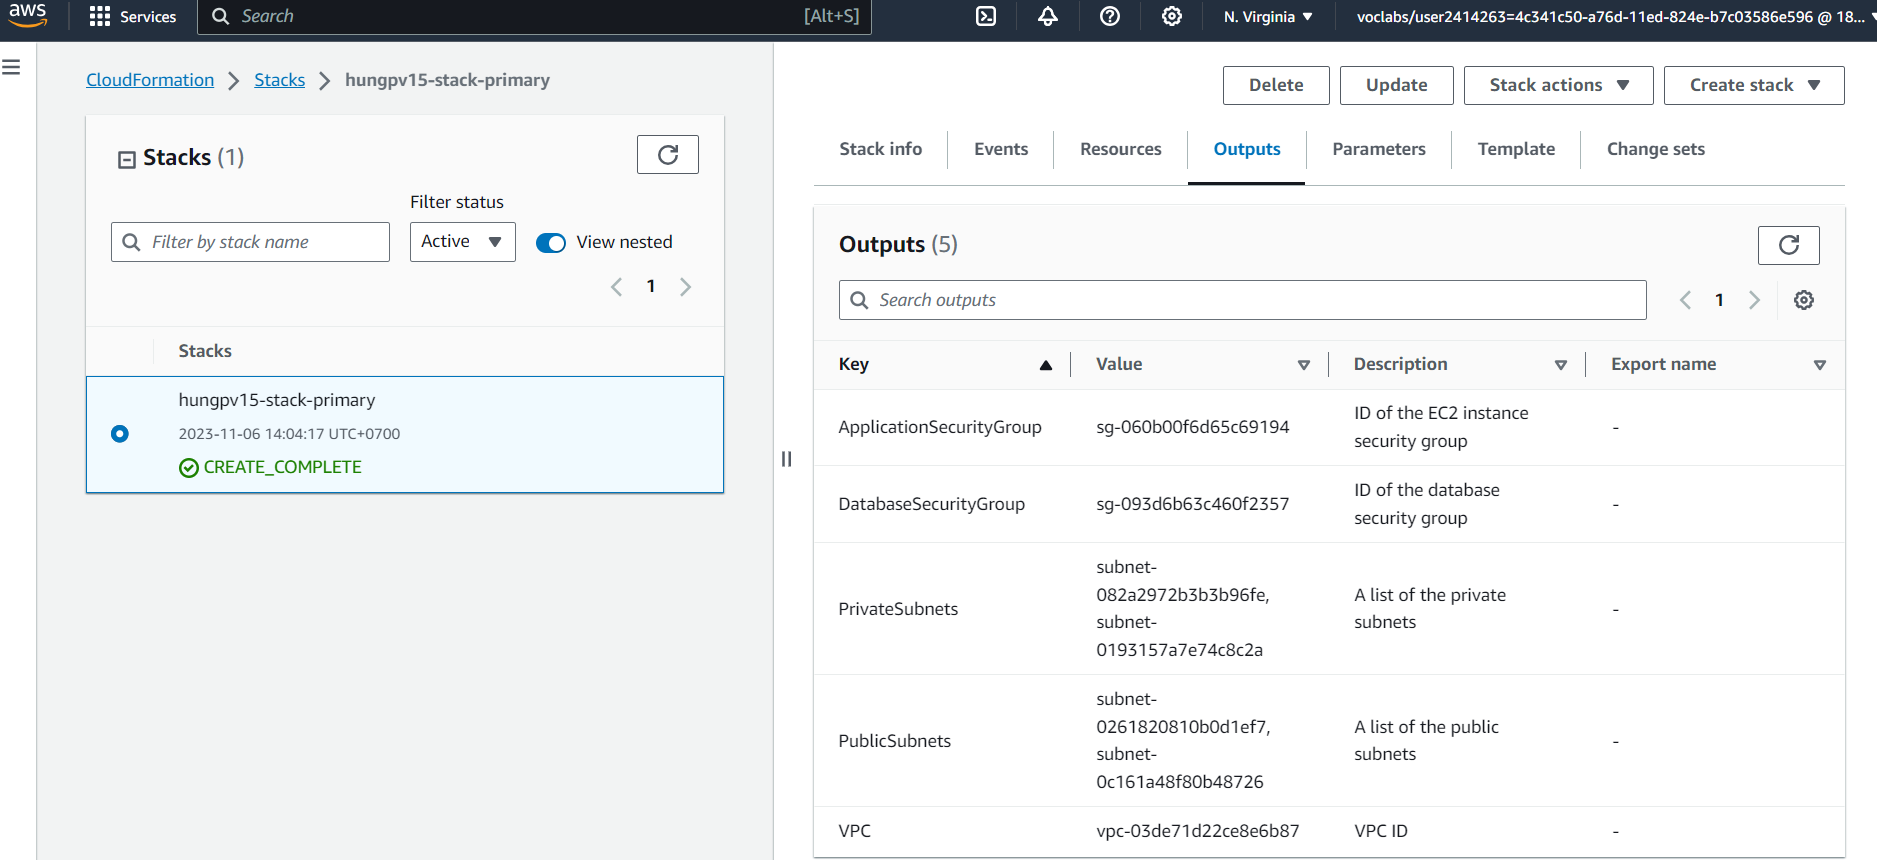 aws
Services
Search
[Alt+S]
N. Virginia
voclabs/user2414263=4c341c50-a76d-11ed-824e-b7c03586e596 @ 18...
CloudFormation
Stacks
hungpv15-stack-primary
Stacks (1)
Filter status
Filter by stack name
Active
View nested
1
Stacks
hungpv15-stack-primary
2023-11-06 14:04:17 UTC+0700
CREATE_COMPLETE
Delete
Update
Stack actions
Create stack
Stack info
Events
Resources
Outputs
Parameters
Template
Change sets
Outputs (5)
Search outputs
1
Key
Value
Description
Export name
ApplicationSecurityGroup
sg-060b00f6d65c69194
ID of the EC2 instance
security group
-
DatabaseSecurityGroup
sg-093d6b63c460f2357
ID of the database
security group
-
PrivateSubnets
subnet-
082a2972b3b3b96fe,
subnet-
0193157a7e74c8c2a
A list of the private
subnets
-
PublicSubnets
subnet-
0261820810b0d1ef7,
subnet-
0c161a48f80b48726
A list of the public
subnets
-
VPC
vpc-03de71d22ce8e6b87
VPC ID
-